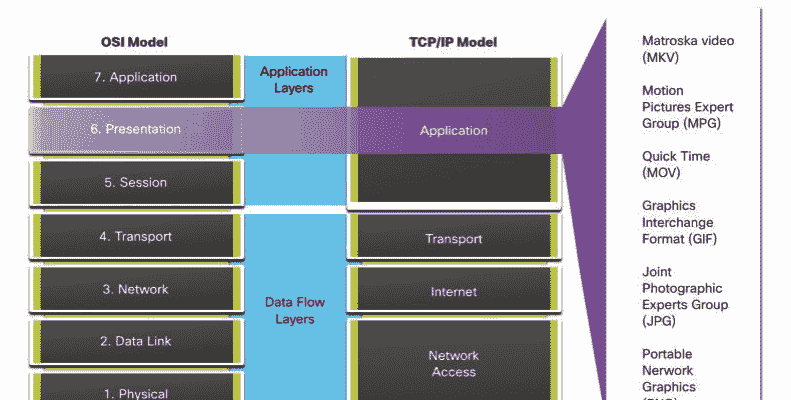 OSI Model
TCP/IP Model
7. Application
6. Presentation
5. Session
4. Transport
3. Network
2. Data Link
1. Physical
Application
Layers
Data Flow
Layers
Application
Transport
Internet
Network
Access
Matroska video
(MKV)
Motion
Pictures Expert
Group (MPG)
Quick Time
(MOV)
Graphics
Interchange
Format (GIF)
Joint
Photographic
Experts Group
(JPG)
Portable
Network
Graphics